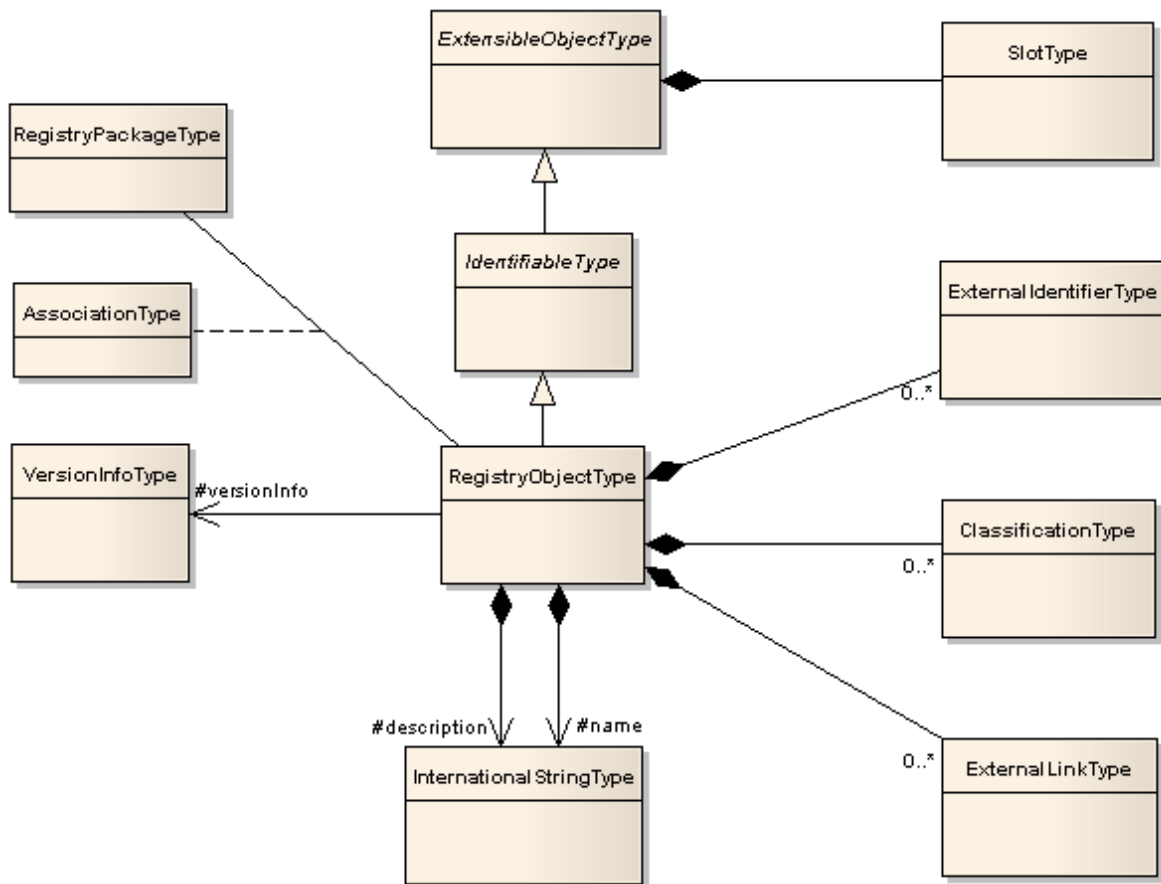 ExtensibleObjectType
SlotType
RegistryPackageType
IdentifiableType
ExternalIdentifierType
AssociationType
0..*
VersionInfoType
#versionInfo
RegistryObjectType
ClassificationType
0..*
#description
#name
InternationalStringType
0..*
ExternalLinkType